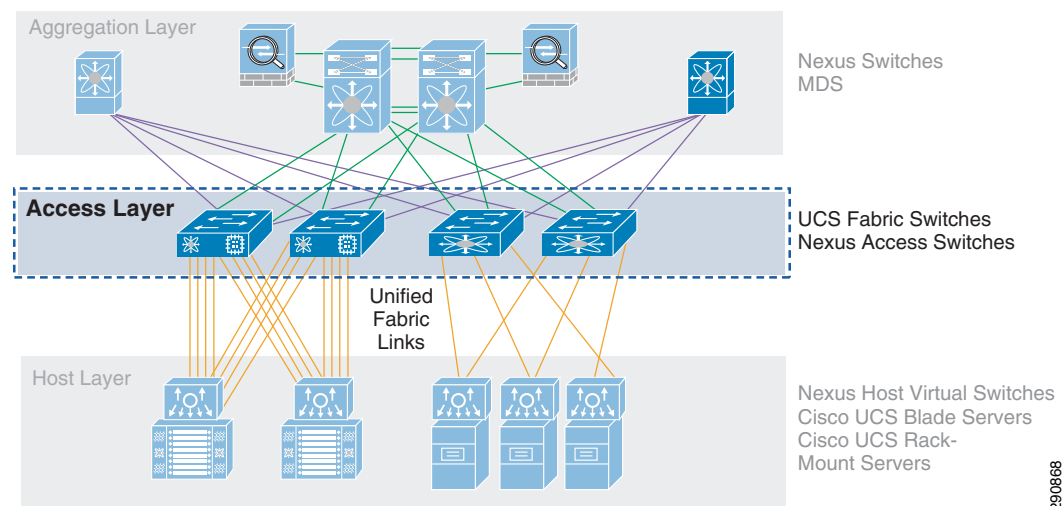 Aggregation Layer
Nexus Switches
MDS
Access Layer
UCS Fabric Switches
Nexus Access Switches
Unified
Fabric
Links
Host Layer
Nexus Host Virtual Switches
Cisco UCS Blade Servers
Cisco UCS Rack-
Mount Servers
290868